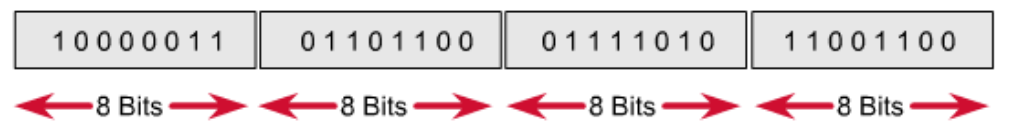 10000011 01101100 01111010 11001100
8 Bits 8 Bits 8 Bits 8 Bits